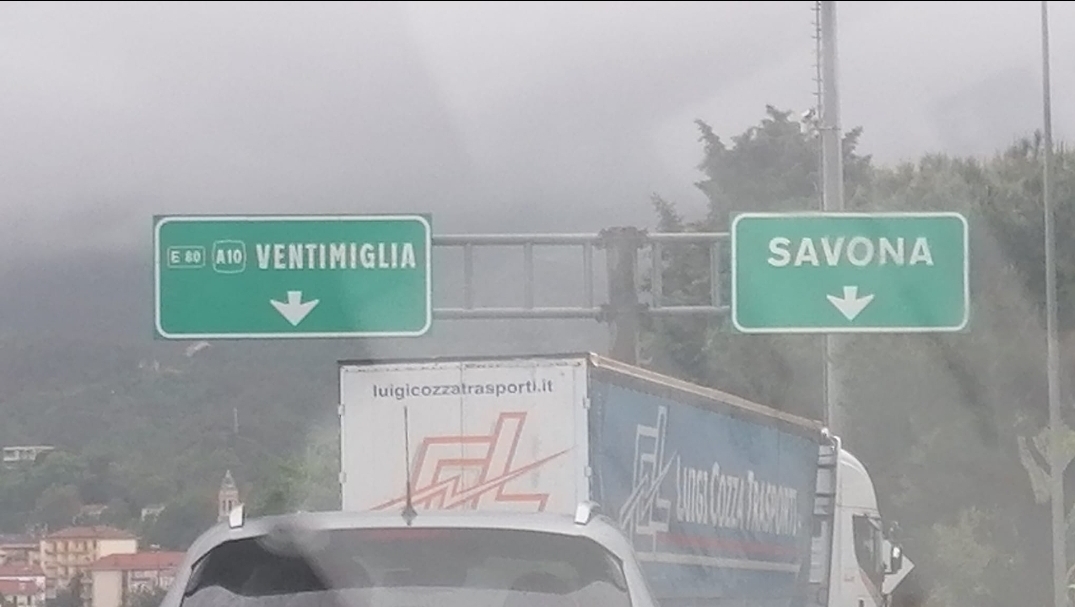 E 80 A10 VENTIMIGLIA
SAVONA
luigicozzatrasporti.it
LUIGI COZZA TRASPORTI